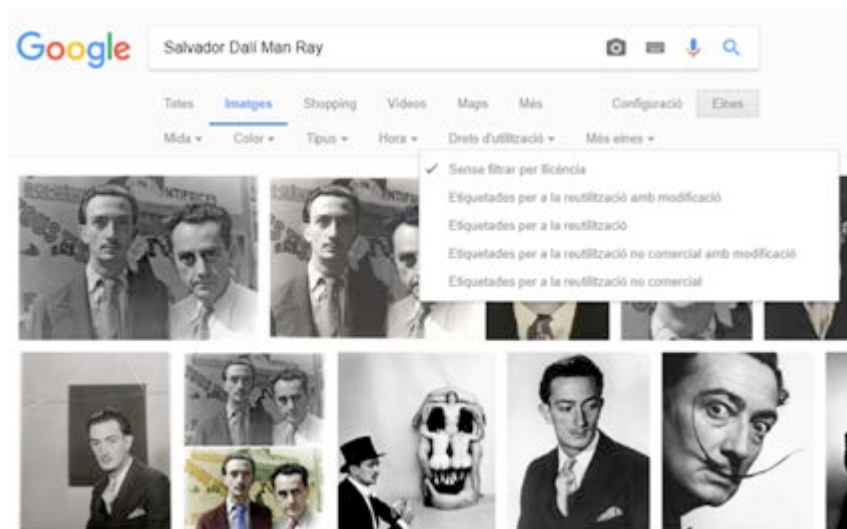 Google
Salvador Dalí Man Ray
Totes Imatges Shopping Vídeos Maps Més Configuració Eines
Mida Color Tipus Hora Drets d'utilització Més eines
Sense filtrar per llicència
Etiquetades per a la reutilització amb modificació
Etiquetades per a la reutilització
Etiquetades per a la reutilització no comercial amb modificació
Etiquetades per a la reutilització no comercial